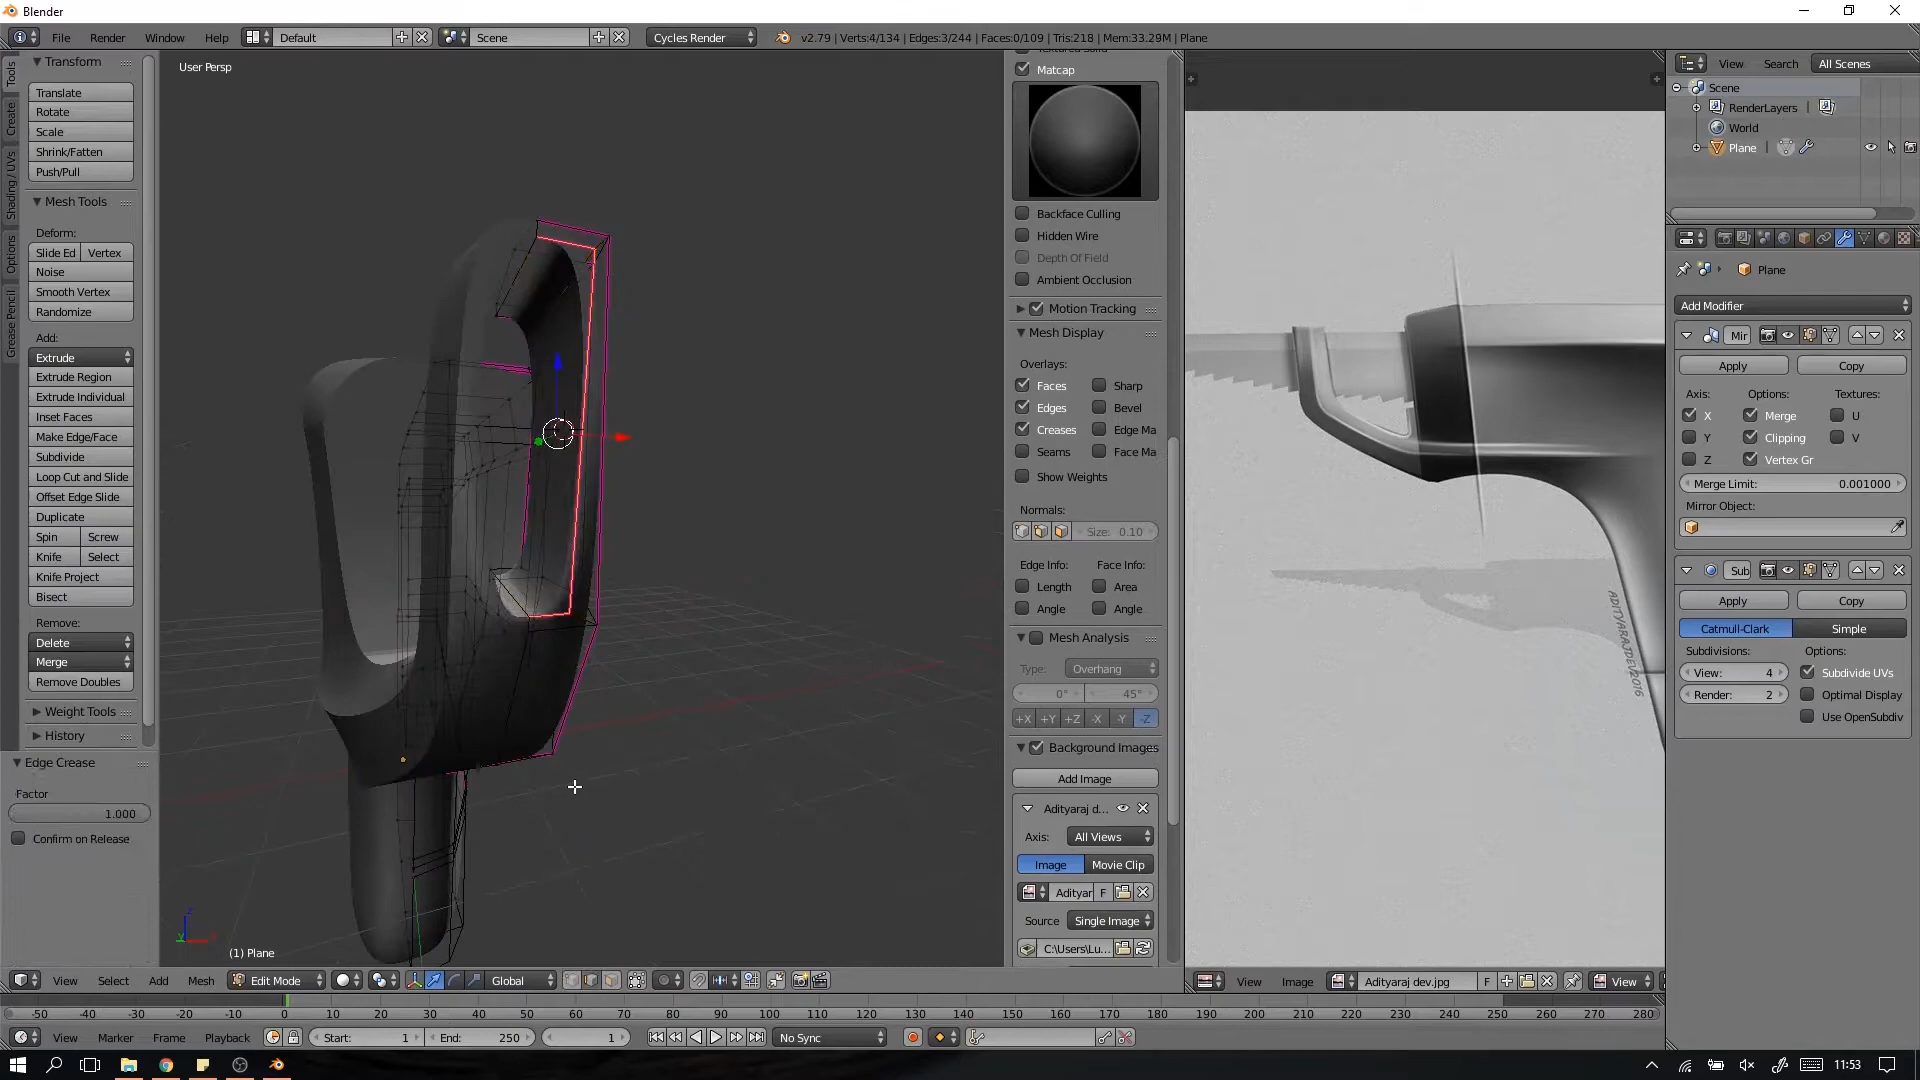 Blender
File Render Window Help Default Scene Cycles Render v2.79 | Verts:4/134 | Edges:3/244 | Faces:0/109 | Tris:218 | Mem:33.29M | Plane
Tools
Create
Shading / UVs
Options
Grease Pencil
Transform
Translate
Rotate
Scale
Shrink/Fatten
Push/Pull
Mesh Tools
Deform:
Slide Ed Vertex
Noise
Smooth Vertex
Randomize
Add:
Extrude
Extrude Region
Extrude Individual
Inset Faces
Make Edge/Face
Subdivide
Loop Cut and Slide
Offset Edge Slide
Duplicate
Spin Screw
Knife Select
Knife Project
Bisect
Remove:
Delete
Merge
Remove Doubles
Weight Tools
History
Edge Crease
Factor
1.000
Confirm on Release
User Persp
(1) Plane
Matcap
Backface Culling
Hidden Wire
Depth Of Field
Ambient Occlusion
Motion Tracking
Mesh Display
Overlays:
Faces Sharp
Edges Bevel
Creases Edge Ma
Seams Face Ma
Show Weights
Normals:
Size: 0.10
Edge Info: Face Info:
Length Area
Angle Angle
Mesh Analysis
Type: Overhang
0° 45°
+X +Y +Z -X -Y -Z
Background Images
Add Image
Adityaraj d...
Axis: All Views
Image Movie Clip
Adityar F
Source Single Image
C:\Users\Lu...
ADITYARAJDEV2016
View Search All Scenes
Scene
RenderLayers |
World
Plane |
Plane
Add Modifier
Mir
Apply Copy
Axis: Options: Textures:
X Merge U
Y Clipping V
Z Vertex Gr
Merge Limit: 0.001000
Mirror Object:
Sub
Apply Copy
Catmull-Clark Simple
Subdivisions: Options:
View: 4 Subdivide UVs
Render: 2 Optimal Display
Use OpenSubdiv
View Select Add Mesh Edit Mode Global
View Image Adityaraj dev.jpg F View
-50 -40 -30 -20 -10 0 10 20 30 40 50 60 70 80 90 100 110 120 130 140 150 160 170 180 190 200 210 220 230 240 250 260 270 280
View Marker Frame Playback Start: 1 End: 250 1 No Sync
11:53